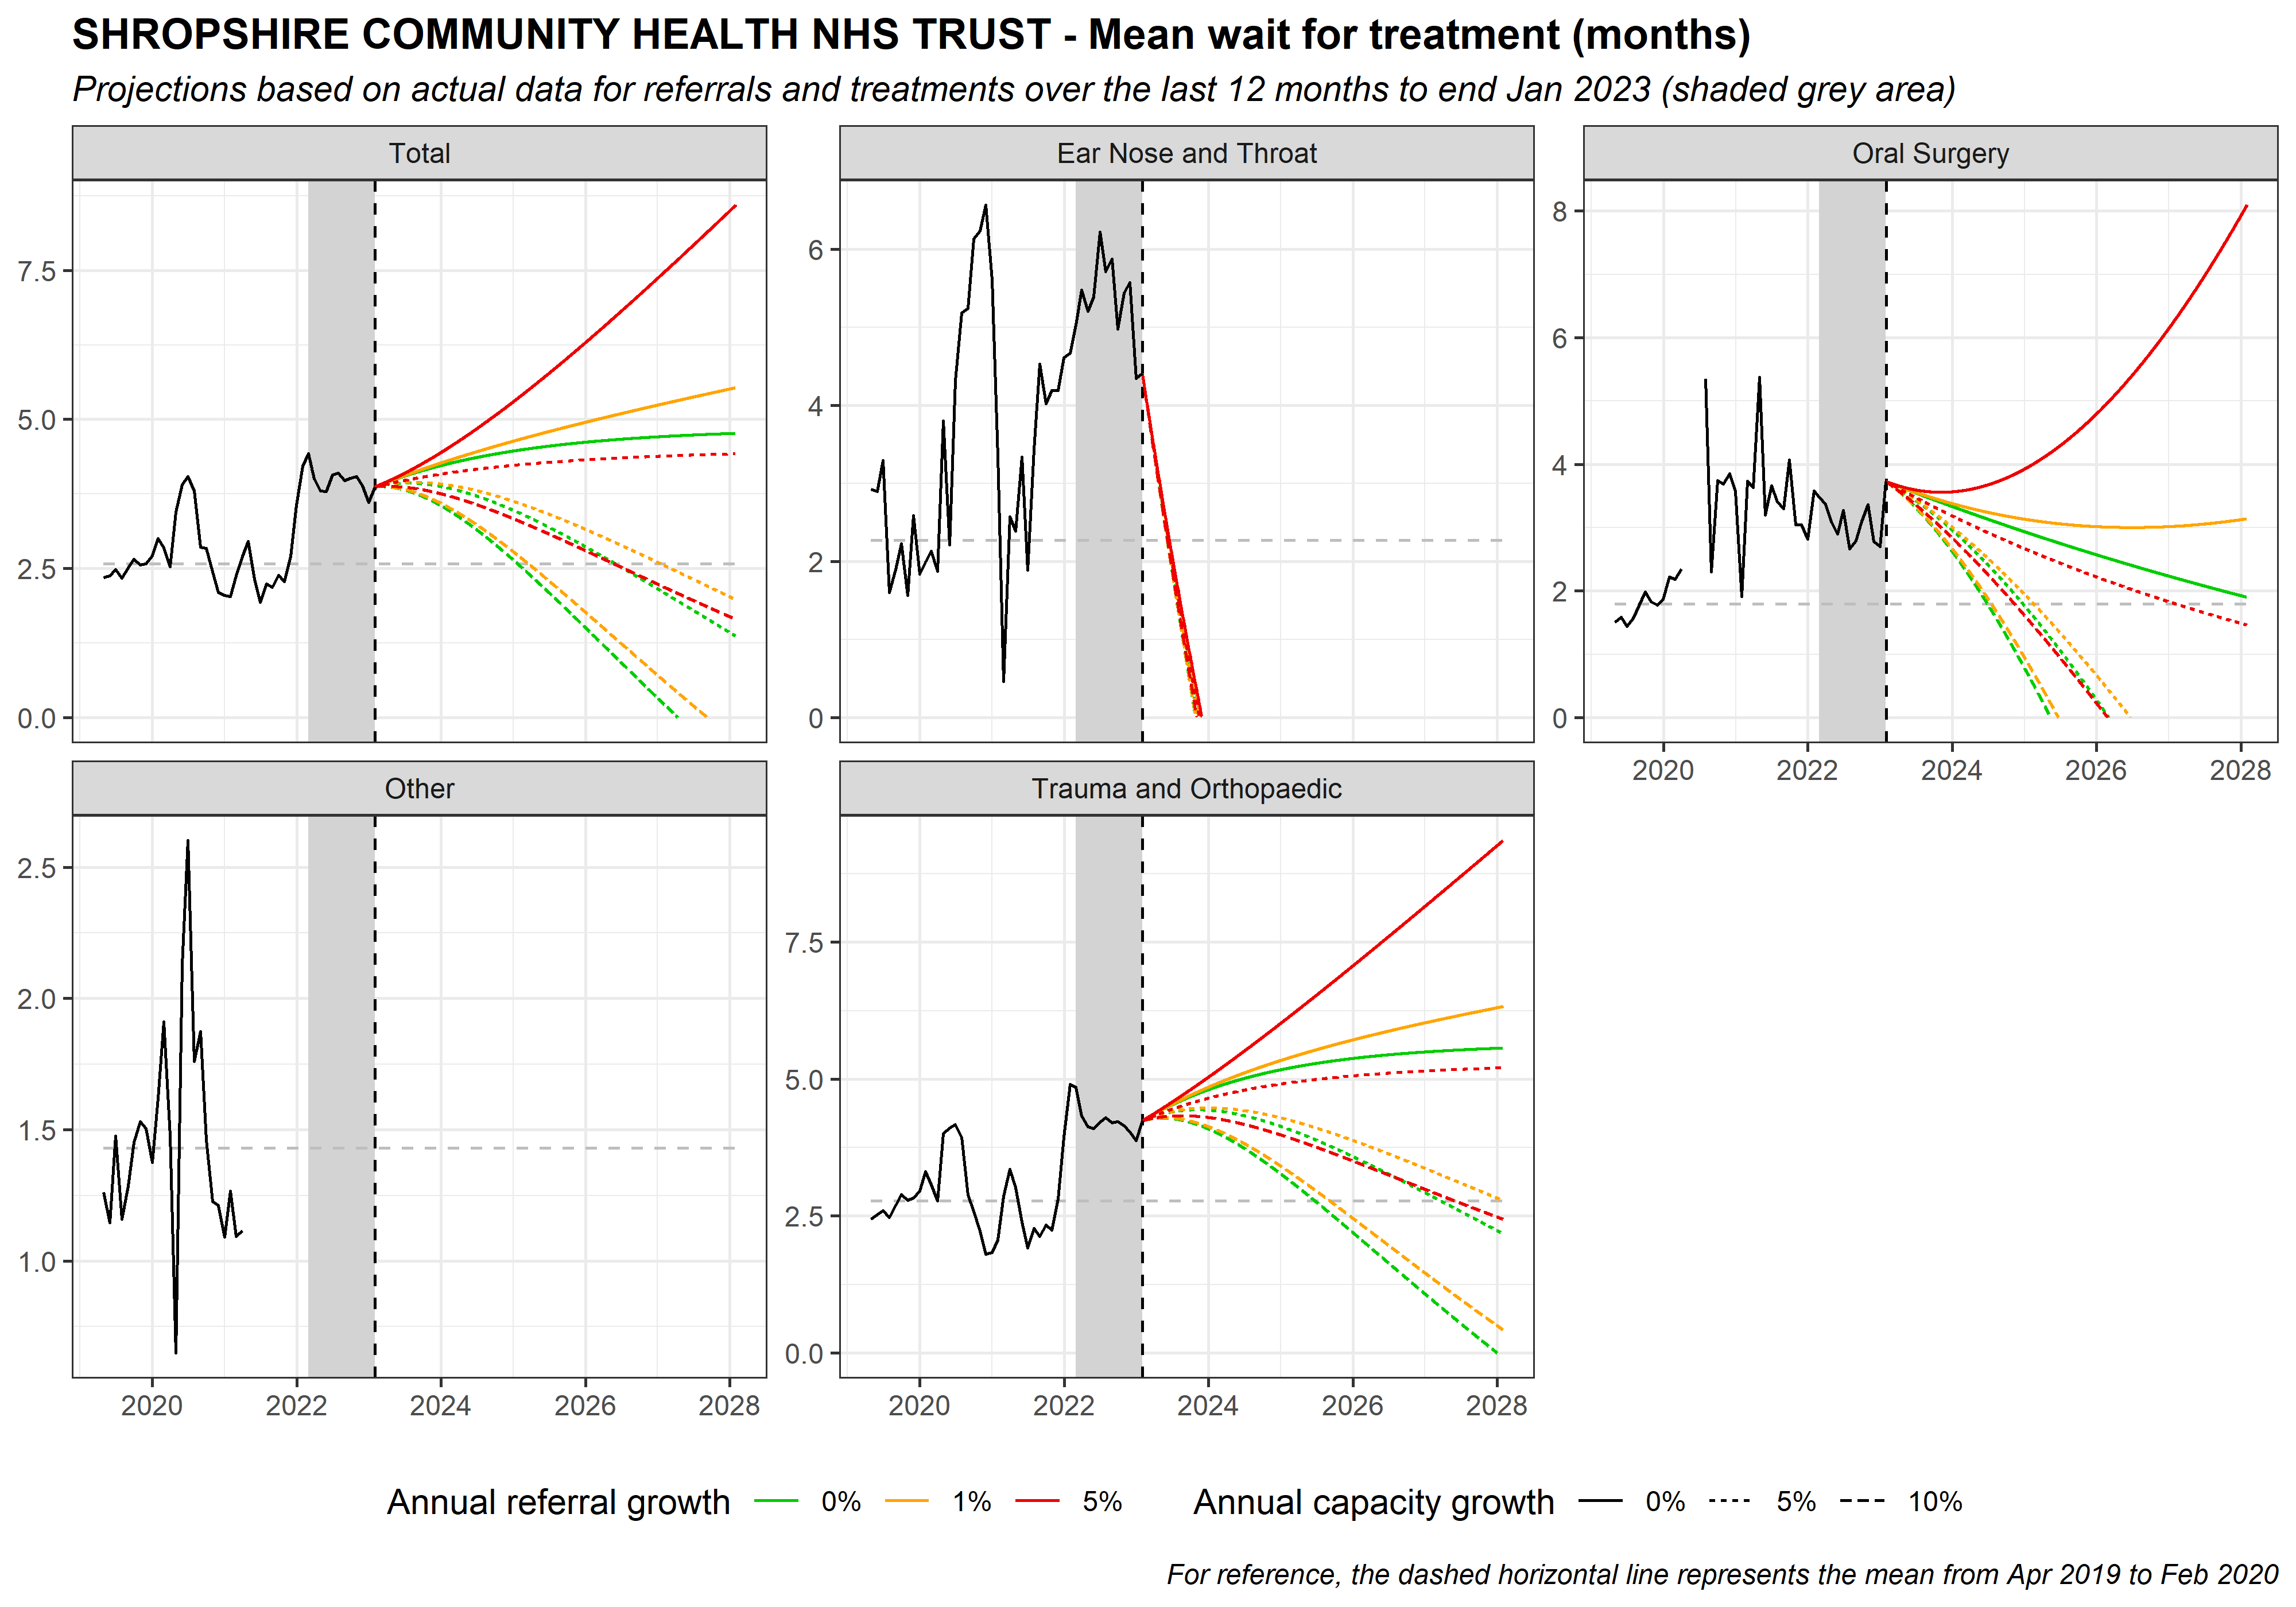 SHROPSHIRE COMMUNITY HEALTH NHS TRUST - Mean wait for treatment (months)
Projections based on actual data for referrals and treatments over the last 12 months to end Jan 2023 (shaded grey area)
Total
Ear Nose and Throat
Oral Surgery
7.5
5.0
2.5
0.0
6
4
2
0
8
6
4
2
0
2020 2022 2024 2026 2028
Other
Trauma and Orthopaedic
2.5
2.0
1.5
1.0
7.5
5.0
2.5
0.0
2020 2022 2024 2026 2028
2020 2022 2024 2026 2028
Annual referral growth 0% 1% 5% Annual capacity growth 0% 5% 10%
For reference, the dashed horizontal line represents the mean from Apr 2019 to Feb 2020